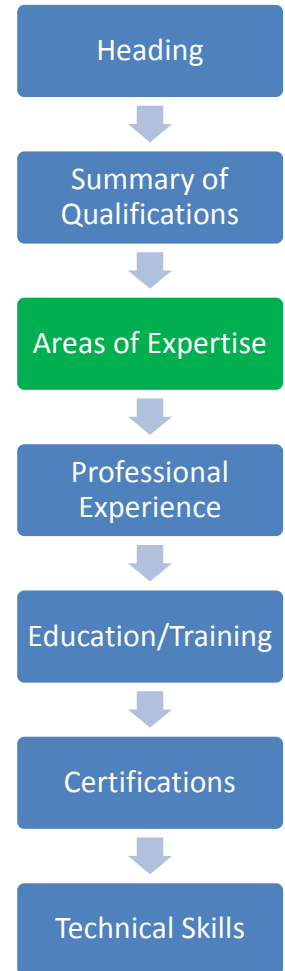 Heading
Summary of
Qualifications
Areas of Expertise
Professional
Experience
Education/Training
Certifications
Technical Skills